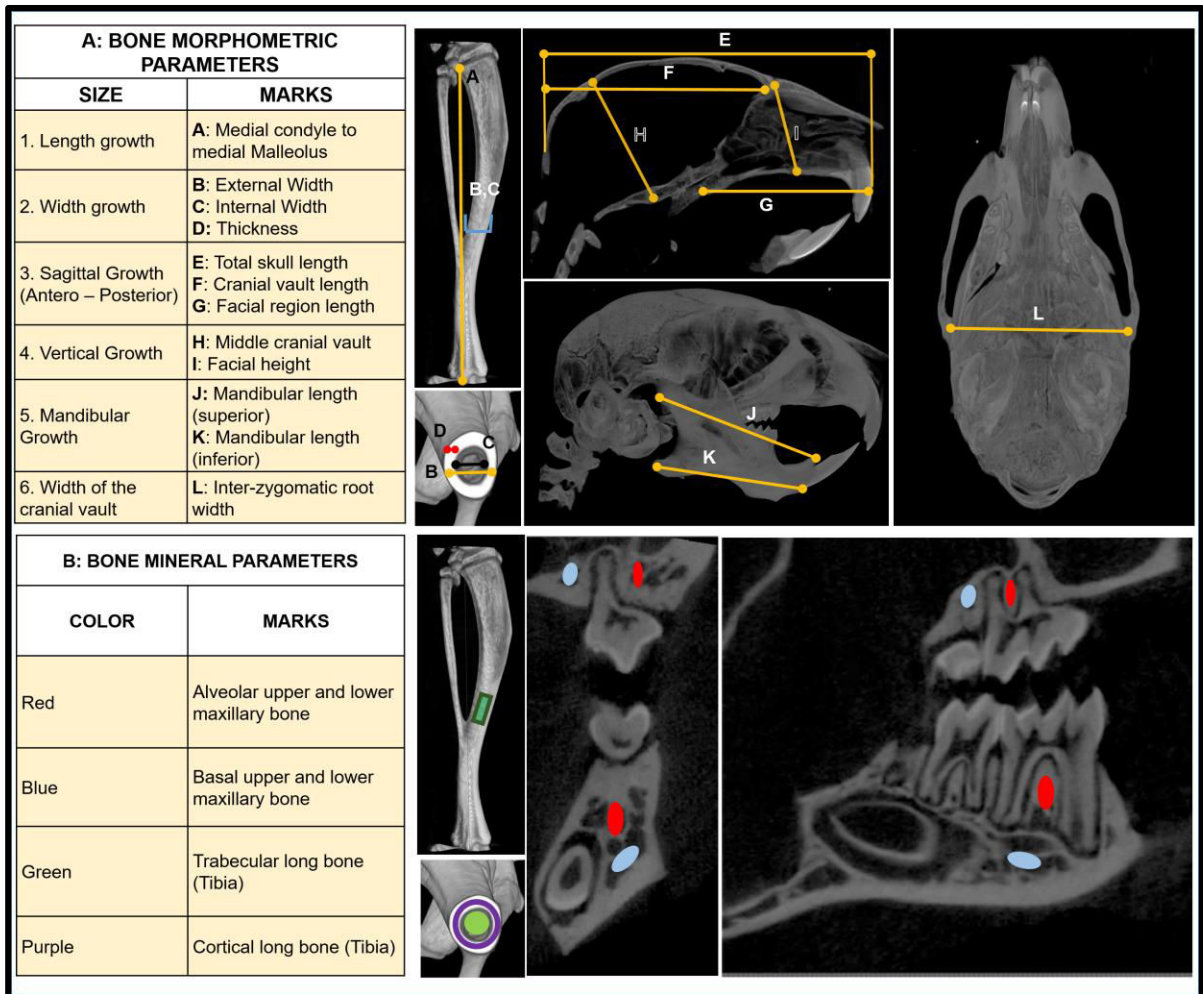 A: BONE MORPHOMETRIC
PARAMETERS
SIZE
MARKS
1. Length growth
A: Medial condyle to
medial Malleolus
2. Width growth
B: External Width
C: Internal Width
D: Thickness
3. Sagittal Growth
(Antero – Posterior)
E: Total skull length
F: Cranial vault length
G: Facial region length
4. Vertical Growth
H: Middle cranial vault
I: Facial height
5. Mandibular
Growth
J: Mandibular length
(superior)
K: Mandibular length
(inferior)
6. Width of the
cranial vault
L: Inter-zygomatic root
width
A
B,C
D
C
B
E
F
H
I
G
J
K
L
B: BONE MINERAL PARAMETERS
COLOR
MARKS
Red
Alveolar upper and lower
maxillary bone
Blue
Basal upper and lower
maxillary bone
Green
Trabecular long bone
(Tibia)
Purple
Cortical long bone (Tibia)